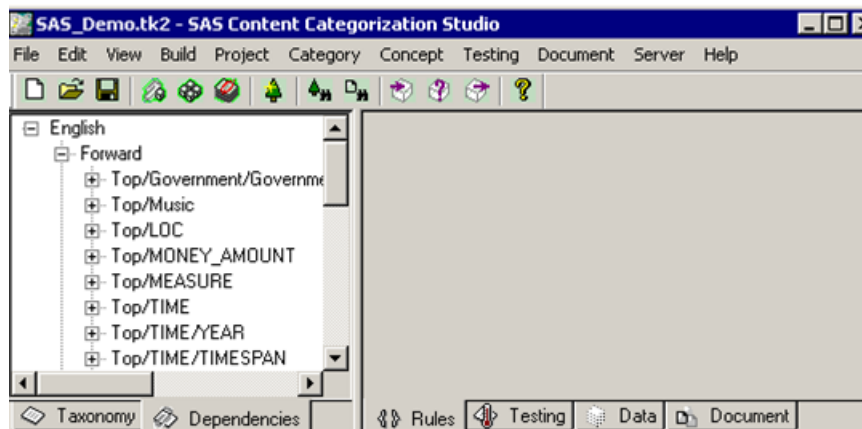 SAS_Demo.tk2 - SAS Content Categorization Studio
File Edit View Build Project Category Concept Testing Document Server Help
English
Forward
Top/Government/Governme
Top/Music
Top/LOC
Top/MONEY_AMOUNT
Top/MEASURE
Top/TIME
Top/TIME/YEAR
Top/TIME/TIMESPAN
Taxonomy Dependencies Rules Testing Data Document